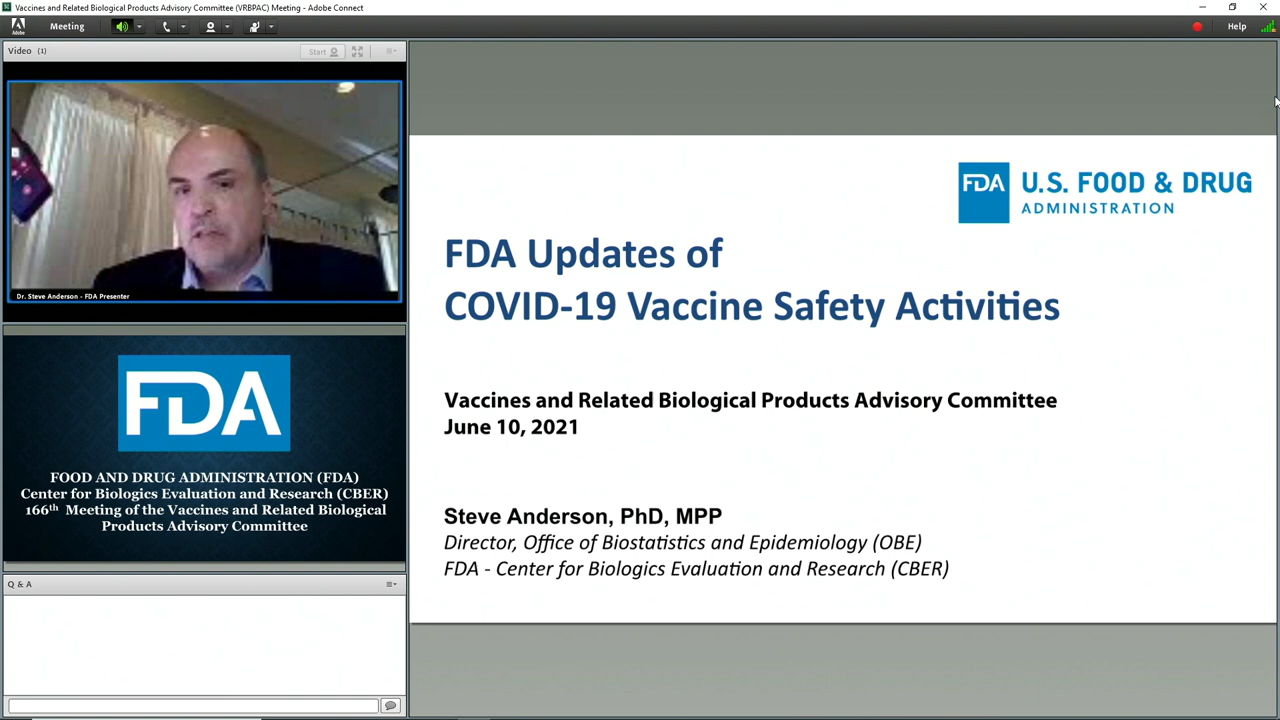 Vaccines and Related Biological Products Advisory Committee (VRBPAC) Meeting - Adobe Connect
Adobe
Meeting
Help
Video (1)
Start
Dr. Steve Anderson - FDA Presenter
FDA
FOOD AND DRUG ADMINISTRATION (FDA)
Center for Biologics Evaluation and Research (CBER)
166th Meeting of the Vaccines and Related Biological
Products Advisory Committee
Q & A
FDA U.S. FOOD & DRUG
ADMINISTRATION
FDA Updates of
COVID-19 Vaccine Safety Activities
Vaccines and Related Biological Products Advisory Committee
June 10, 2021
Steve Anderson, PhD, MPP
Director, Office of Biostatistics and Epidemiology (OBE)
FDA - Center for Biologics Evaluation and Research (CBER)